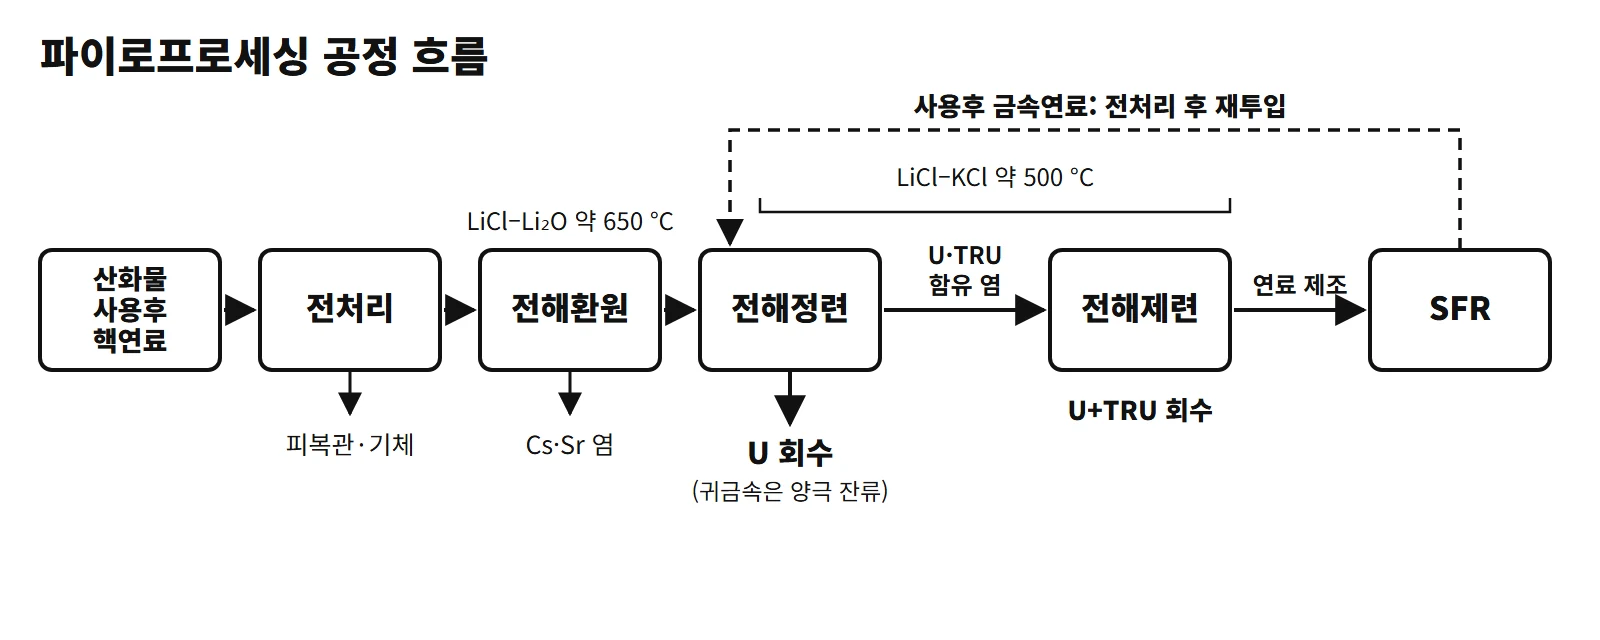 파이로프로세싱 공정 흐름
사용후 금속연료: 전처리 후 재투입
LiCl–KCl 약 500 °C
LiCl–Li₂O 약 650 °C
산화물
사용후
핵연료
전처리
전해환원
전해정련
U·TRU
함유 염
전해제련
연료 제조
SFR
피복관·기체
Cs·Sr 염
U 회수
(귀금속은 양극 잔류)
U+TRU 회수